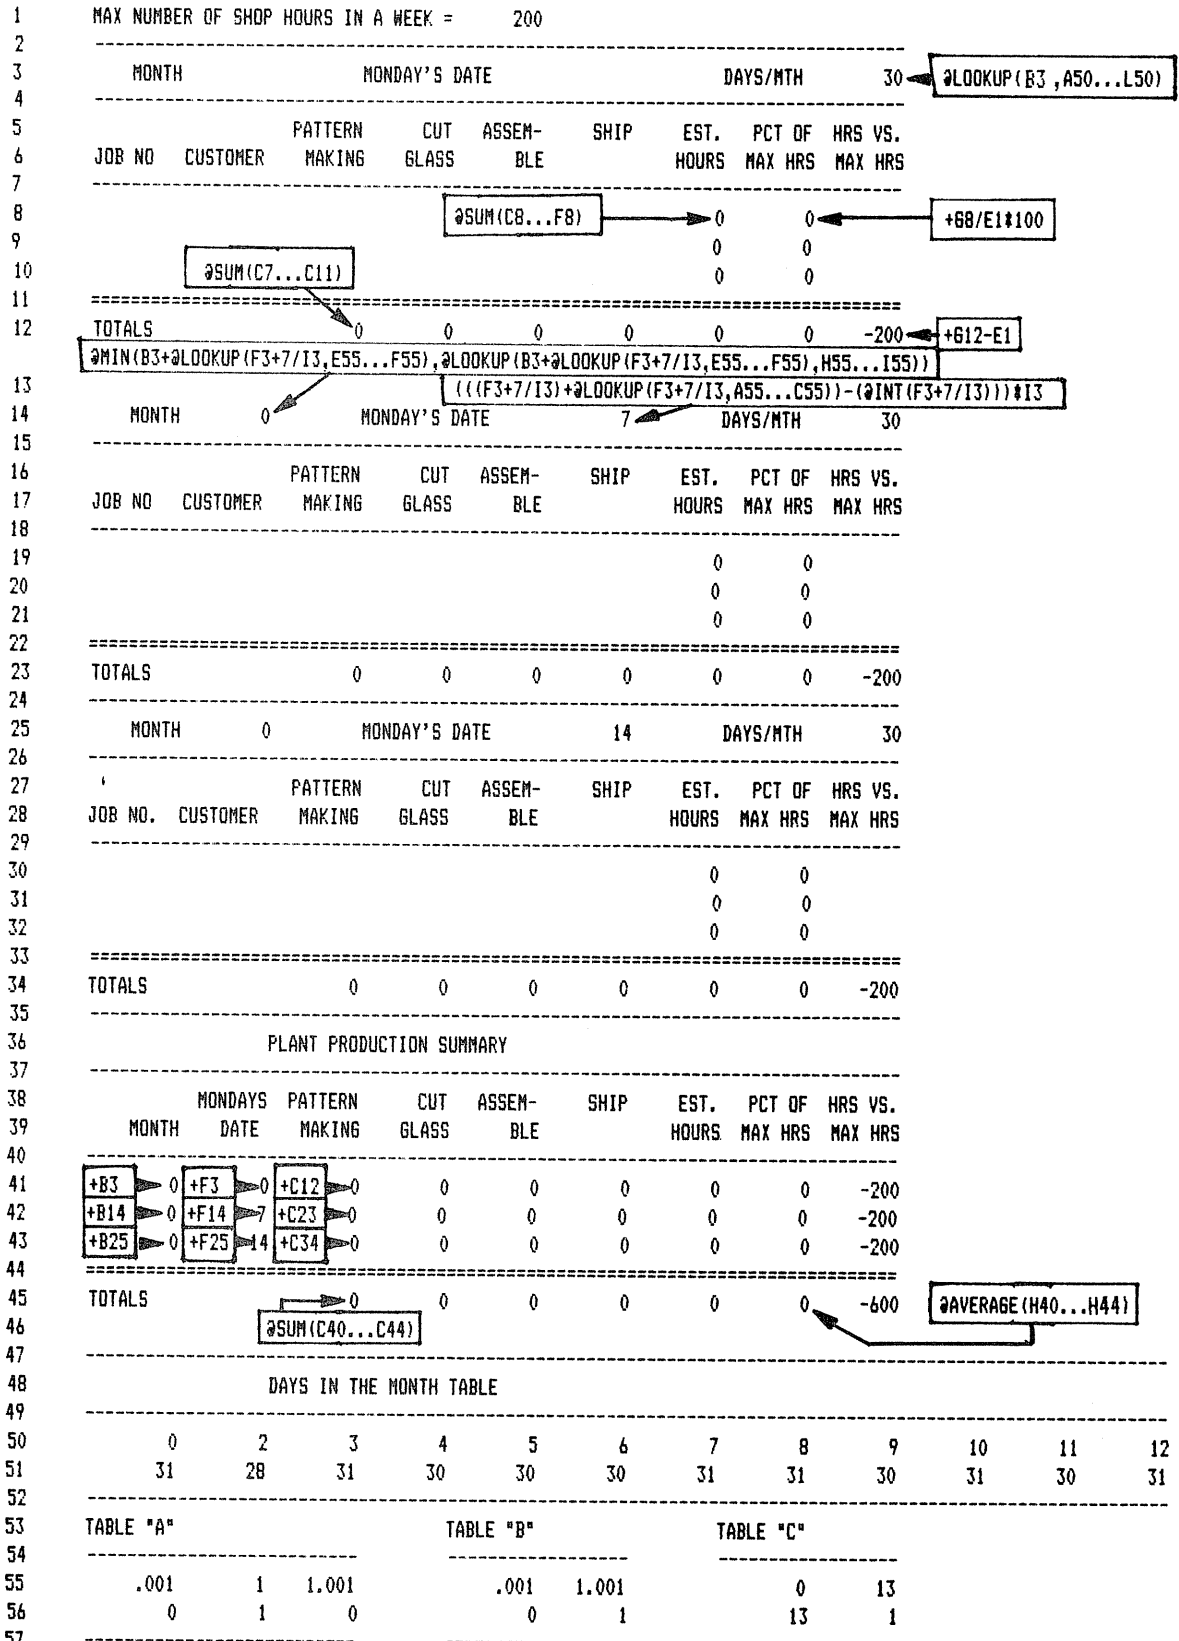 1 MAX NUMBER OF SHOP HOURS IN A WEEK = 200
2 ------------------------------------------------------------
3 MONTH MONDAY'S DATE DAYS/MTH 30 @LOOKUP(B3 ,A50...L50)
4 ------------------------------------------------------------
5 PATTERN CUT ASSEM- SHIP EST. PCT OF HRS VS.
6 JOB NO CUSTOMER MAKING GLASS BLE HOURS MAX HRS MAX HRS
7 ------------------------------------------------------------
8 @SUM(C8...F8) 0 0 +G8/E1*100
9 0 0
10 @SUM(C7...C11) 0 0
11 ============================================================
12 TOTALS 0 0 0 0 0 0 -200 +G12-E1
@MIN(B3+@LOOKUP(F3+7/I3,E55...F55),@LOOKUP(B3+@LOOKUP(F3+7/I3,E55...F55),H55...I55))
13 (((F3+7/I3)+@LOOKUP(F3+7/I3,A55...C55))-(@INT(F3+7/I3)))*I3
14 MONTH 0 MONDAY'S DATE 7 DAYS/MTH 30
15 ------------------------------------------------------------
16 PATTERN CUT ASSEM- SHIP EST. PCT OF HRS VS.
17 JOB NO CUSTOMER MAKING GLASS BLE HOURS MAX HRS MAX HRS
18 ------------------------------------------------------------
19 0 0
20 0 0
21 0 0
22 ============================================================
23 TOTALS 0 0 0 0 0 0 -200
24 ------------------------------------------------------------
25 MONTH 0 MONDAY'S DATE 14 DAYS/MTH 30
26 ------------------------------------------------------------
27 ' PATTERN CUT ASSEM- SHIP EST. PCT OF HRS VS.
28 JOB NO. CUSTOMER MAKING GLASS BLE HOURS MAX HRS MAX HRS
29 ------------------------------------------------------------
30 0 0
31 0 0
32 0 0
33 ============================================================
34 TOTALS 0 0 0 0 0 0 -200
35 ------------------------------------------------------------
36 PLANT PRODUCTION SUMMARY
37 ------------------------------------------------------------
38 MONDAYS PATTERN CUT ASSEM- SHIP EST. PCT OF HRS VS.
39 MONTH DATE MAKING GLASS BLE HOURS MAX HRS MAX HRS
40 ------------------------------------------------------------
41 +B3 0 +F3 0 +C12 0 0 0 0 0 0 -200
42 +B14 0 +F14 7 +C23 0 0 0 0 0 0 -200
43 +B25 0 +F25 14 +C34 0 0 0 0 0 0 -200
44 ============================================================
45 TOTALS 0 0 0 0 0 0 -600 @AVERAGE(H40...H44)
46 @SUM(C40...C44)
47 ------------------------------------------------------------
48 DAYS IN THE MONTH TABLE
49 ------------------------------------------------------------
50 0 2 3 4 5 6 7 8 9 10 11 12
51 31 28 31 30 30 30 31 31 30 31 30 31
52 ------------------------------------------------------------
53 TABLE "A" TABLE "B" TABLE "C"
54 ------------------------------------------------------------
55 .001 1 1.001 .001 1.001 0 13
56 0 1 0 0 1 13 1
57 ------------------------------------------------------------